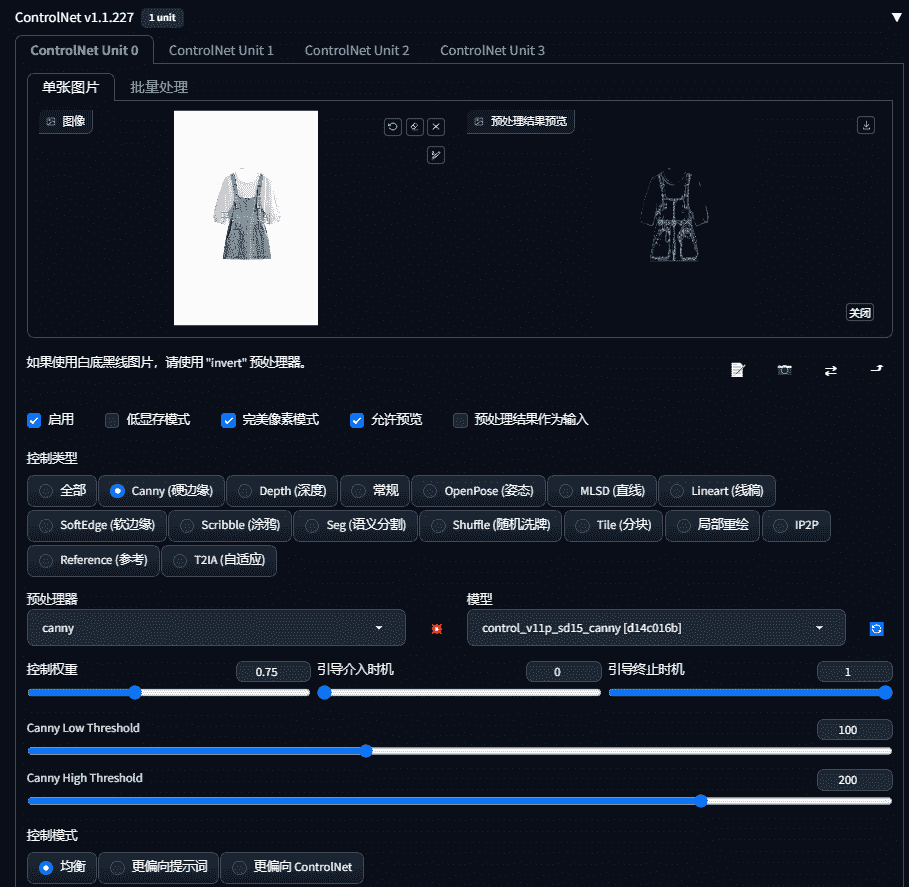 ControlNet v1.1.227 1 unit
ControlNet Unit 0 ControlNet Unit 1 ControlNet Unit 2 ControlNet Unit 3
单张图片 批量处理
图像 预处理结果预览
关闭
如果使用白底黑线图片，请使用 "invert" 预处理器。
启用 低显存模式 完美像素模式 允许预览 预处理结果作为输入
控制类型
全部 Canny (硬边缘) Depth (深度) 常规 OpenPose (姿态) MLSD (直线) Lineart (线稿)
SoftEdge (软边缘) Scribble (涂鸦) Seg (语义分割) Shuffle (随机洗牌) Tile (分块) 局部重绘 IP2P
Reference (参考) T2IA (自适应)
预处理器 模型
canny control_v11p_sd15_canny [d14c016b]
控制权重 0.75 引导介入时机 0 引导终止时机 1
Canny Low Threshold 100
Canny High Threshold 200
控制模式
均衡 更偏向提示词 更偏向 ControlNet